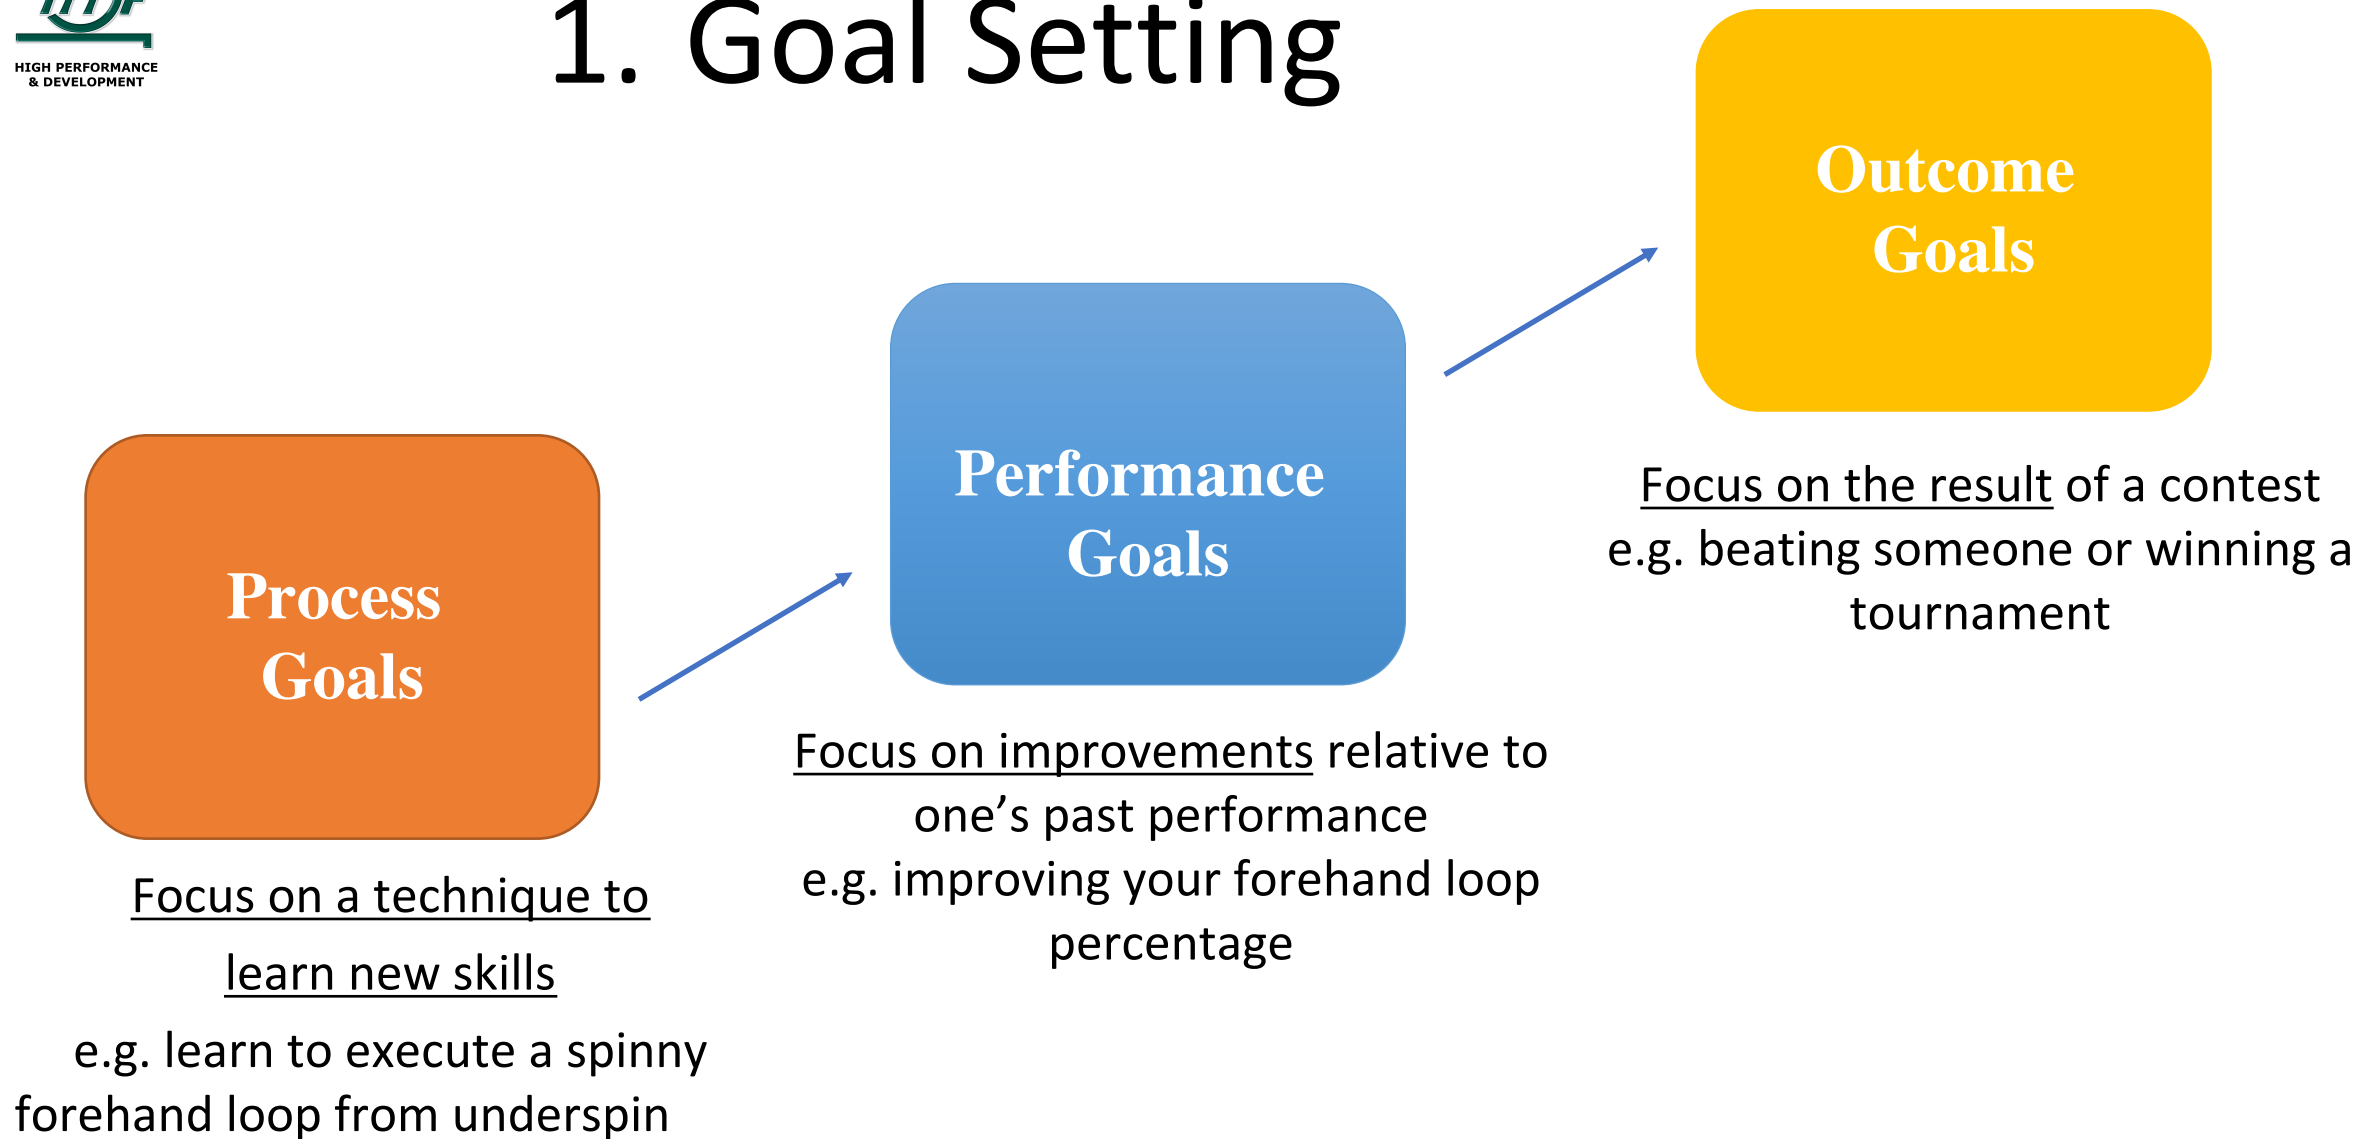 HIGH PERFORMANCE
& DEVELOPMENT
1. Goal Setting
Outcome
Goals
Focus on the result of a contest
e.g. beating someone or winning a
tournament
Performance
Goals
Focus on improvements relative to
one’s past performance
e.g. improving your forehand loop
percentage
Process
Goals
Focus on a technique to
learn new skills
e.g. learn to execute a spinny
forehand loop from underspin